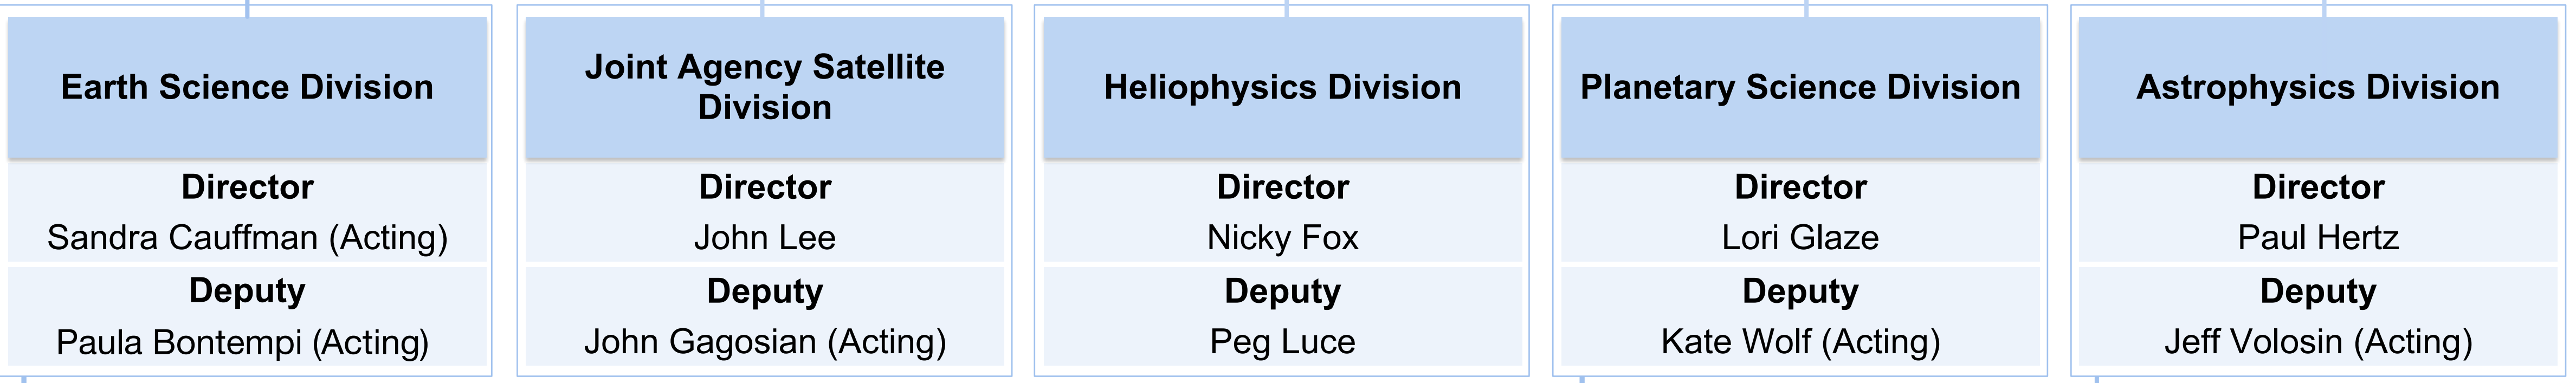 Earth Science Division
Director
Sandra Cauffman (Acting)
Deputy
Paula Bontempi (Acting)
Joint Agency Satellite
Division
Director
John Lee
Deputy
John Gagosian (Acting)
Heliophysics Division
Director
Nicky Fox
Deputy
Peg Luce
Planetary Science Division
Director
Lori Glaze
Deputy
Kate Wolf (Acting)
Astrophysics Division
Director
Paul Hertz
Deputy
Jeff Volosin (Acting)